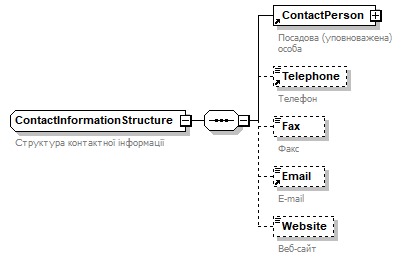 ContactPerson
Посадова (уповноважена)
особа
Telephone
Телефон
ContactInformationStructure
Структура контактної інформації
Fax
Факс
Email
E-mail
Website
Веб-сайт